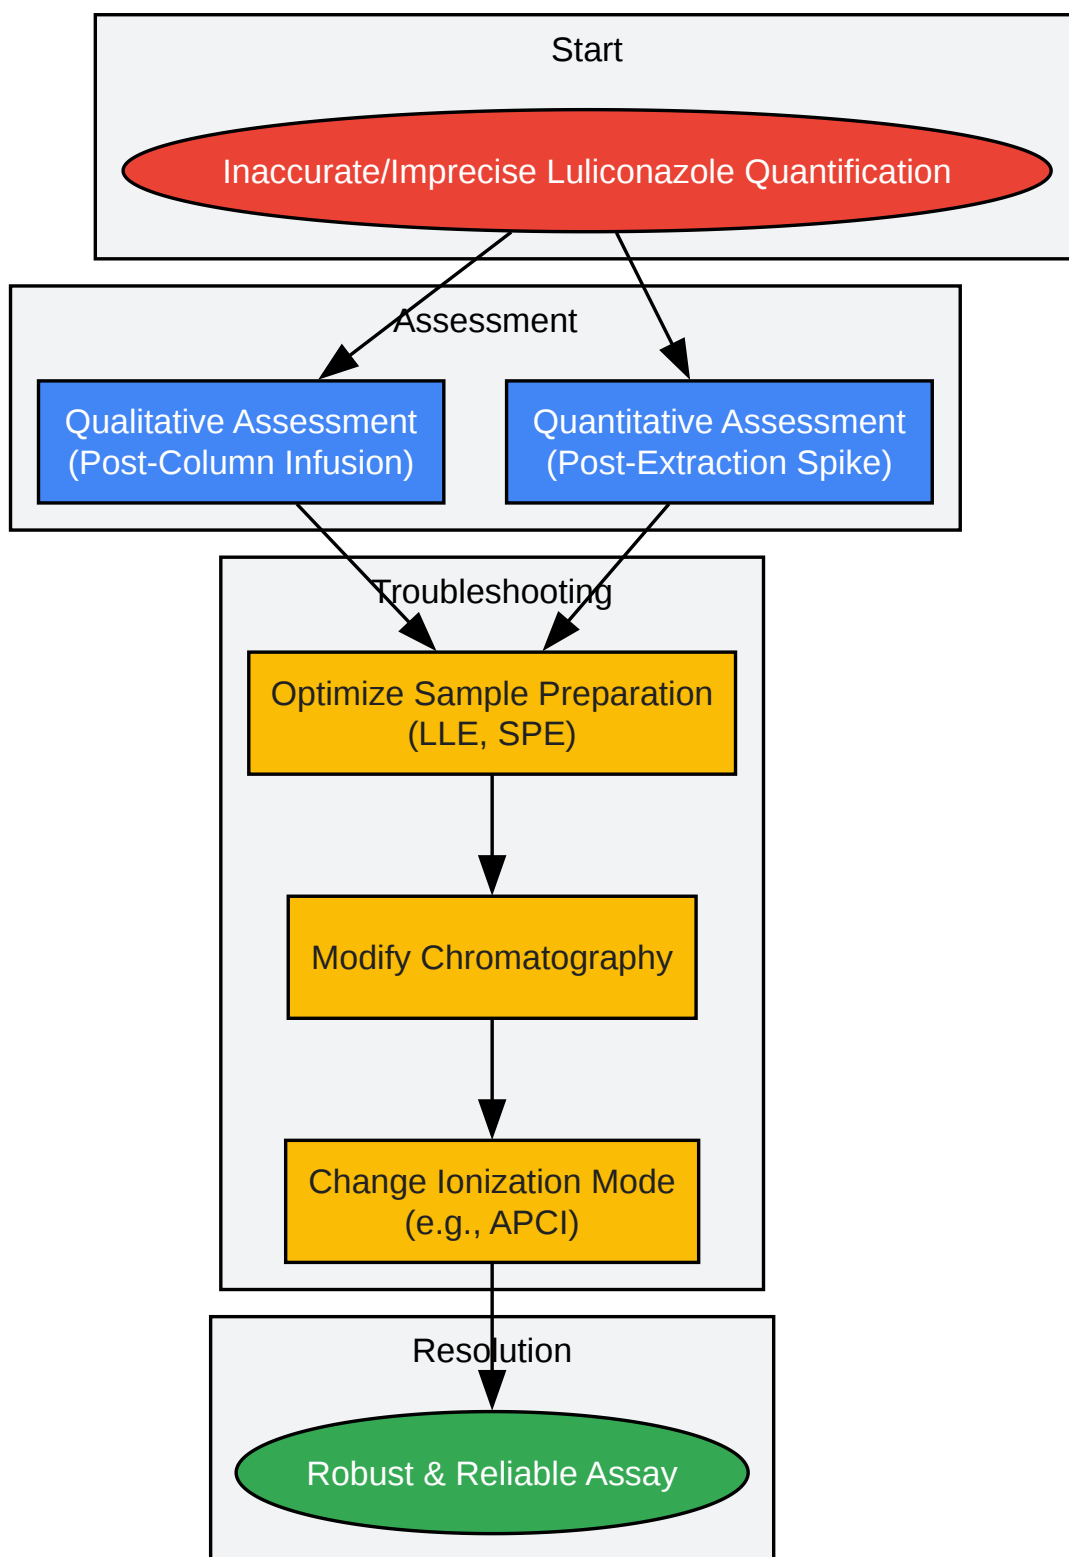 Start
Inaccurate/Imprecise Luliconazole Quantification
Assessment
Qualitative Assessment
(Post-Column Infusion)
Quantitative Assessment
(Post-Extraction Spike)
Troubleshooting
Optimize Sample Preparation
(LLE, SPE)
Modify Chromatography
Change Ionization Mode
(e.g., APCI)
Resolution
Robust & Reliable Assay